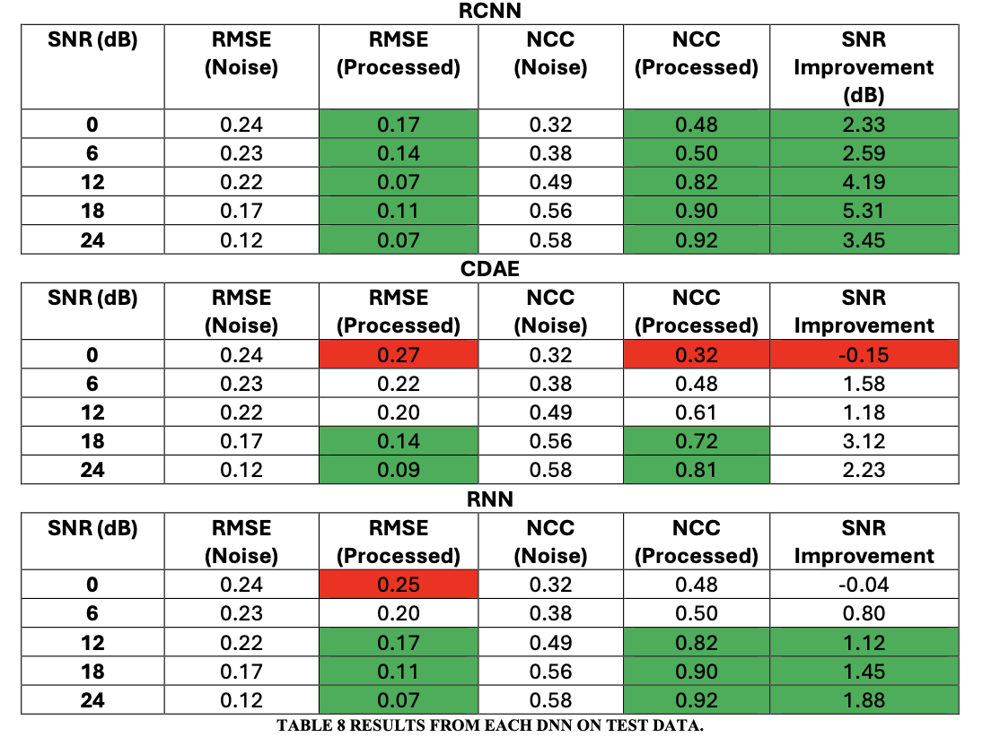 RCNN
SNR (dB) RMSE (Noise) RMSE (Processed) NCC (Noise) NCC (Processed) SNR Improvement (dB)
0 0.24 0.17 0.32 0.48 2.33
6 0.23 0.14 0.38 0.50 2.59
12 0.22 0.07 0.49 0.82 4.19
18 0.17 0.11 0.56 0.90 5.31
24 0.12 0.07 0.58 0.92 3.45
CDAE
SNR (dB) RMSE (Noise) RMSE (Processed) NCC (Noise) NCC (Processed) SNR Improvement
0 0.24 0.27 0.32 0.32 -0.15
6 0.23 0.22 0.38 0.48 1.58
12 0.22 0.20 0.49 0.61 1.18
18 0.17 0.14 0.56 0.72 3.12
24 0.12 0.09 0.58 0.81 2.23
RNN
SNR (dB) RMSE (Noise) RMSE (Processed) NCC (Noise) NCC (Processed) SNR Improvement
0 0.24 0.25 0.32 0.48 -0.04
6 0.23 0.20 0.38 0.50 0.80
12 0.22 0.17 0.49 0.82 1.12
18 0.17 0.11 0.56 0.90 1.45
24 0.12 0.07 0.58 0.92 1.88
TABLE 8 RESULTS FROM EACH DNN ON TEST DATA.